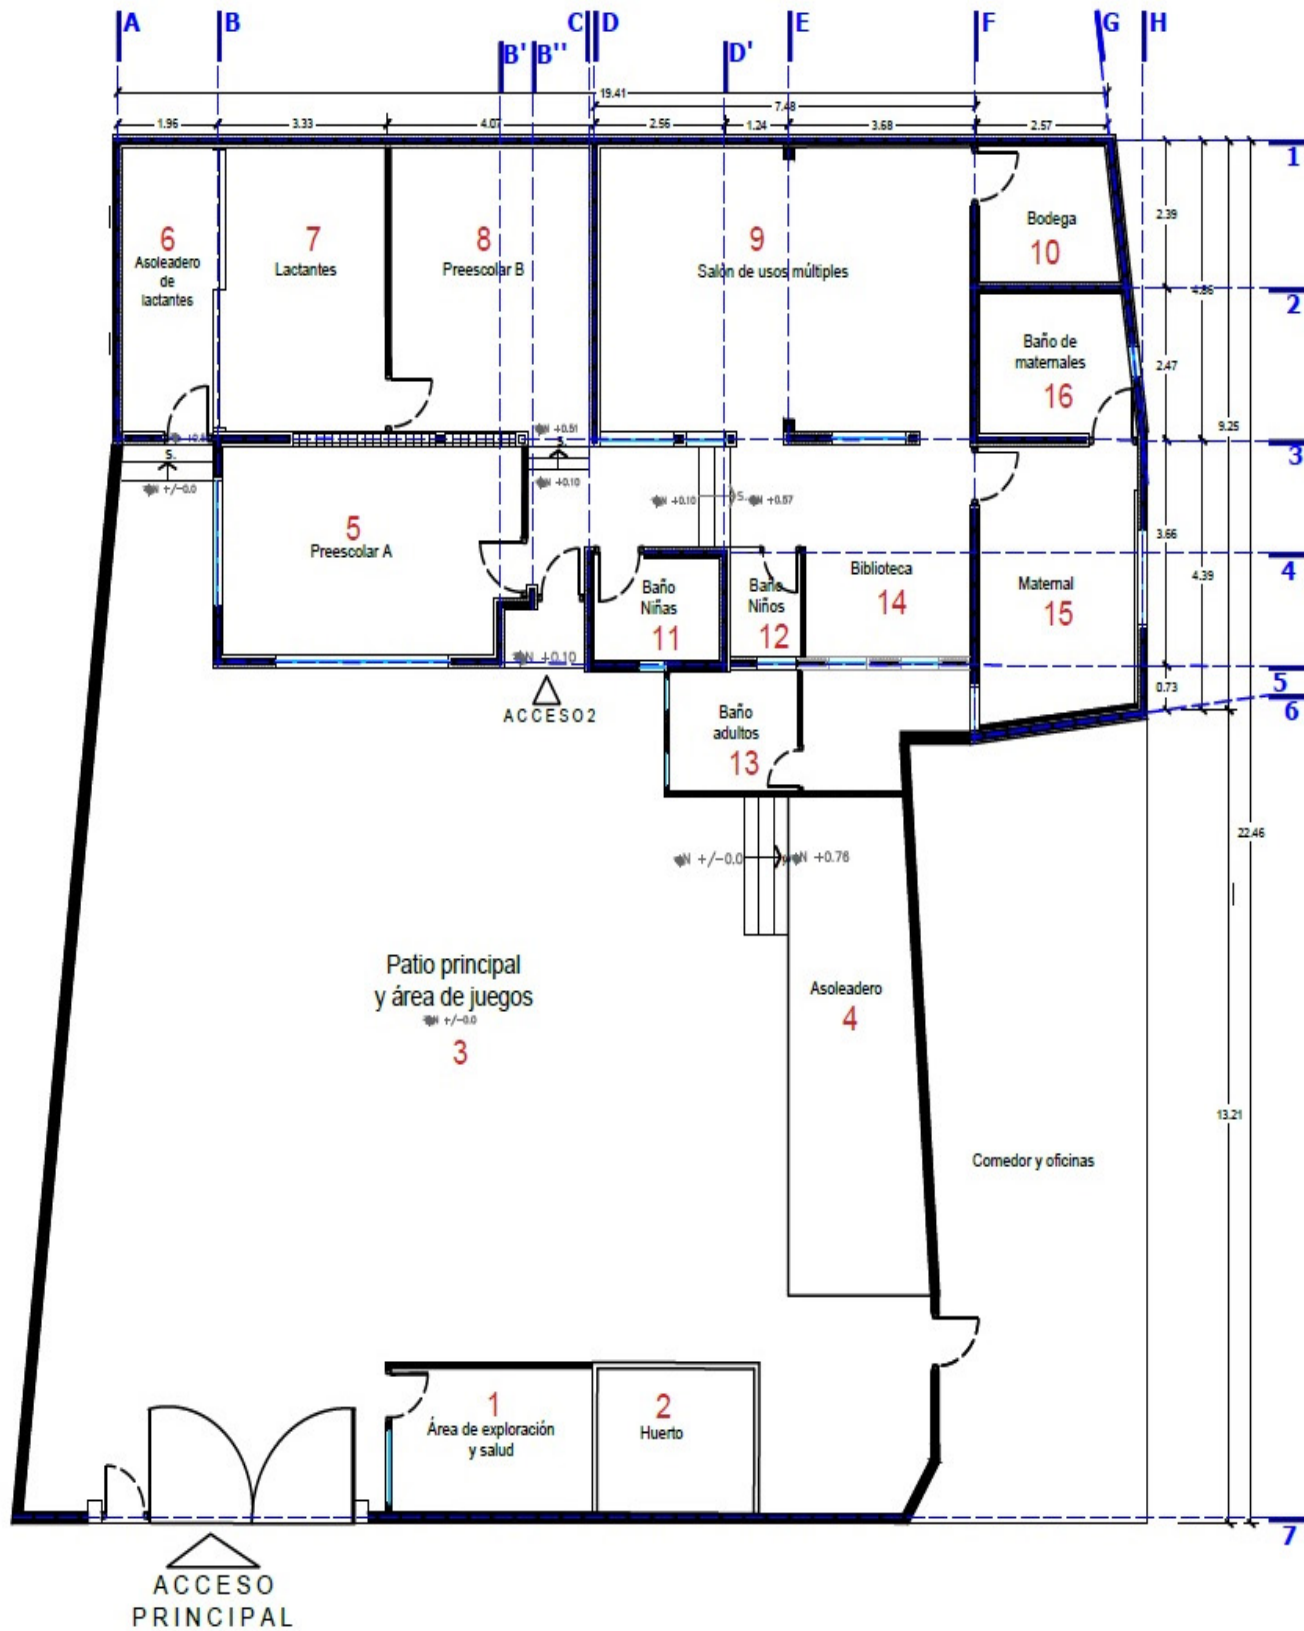 A B C D E F G H
B' B'' D'
19.41
7.48
1.96 3.33 4.07 2.56 1.24 3.68 2.57
1
2.39
6
Asoleadero
de
lactantes
7
Lactantes
8
Preescolar B
9
Salón de usos múltiples
Bodega
10
2
4.86
Baño de
maternales
16
2.47
9.25
3
N +0.51
S.
N +/-0.0
S.
N +0.10
N +0.10
S.
N +0.57
5
Preescolar A
4
Baño
Niñas
11
Baño
Niños
12
Biblioteca
14
Maternal
15
3.66
4.39
N +0.10
ACCESO2
5
0.73
6
Baño
adultos
13
22.46
N +/-0.0
N +0.76
Patio principal
y área de juegos
N +/-0.0
3
Asoleadero
4
13.21
Comedor y oficinas
1
Área de exploración
y salud
2
Huerto
7
ACCESO
PRINCIPAL